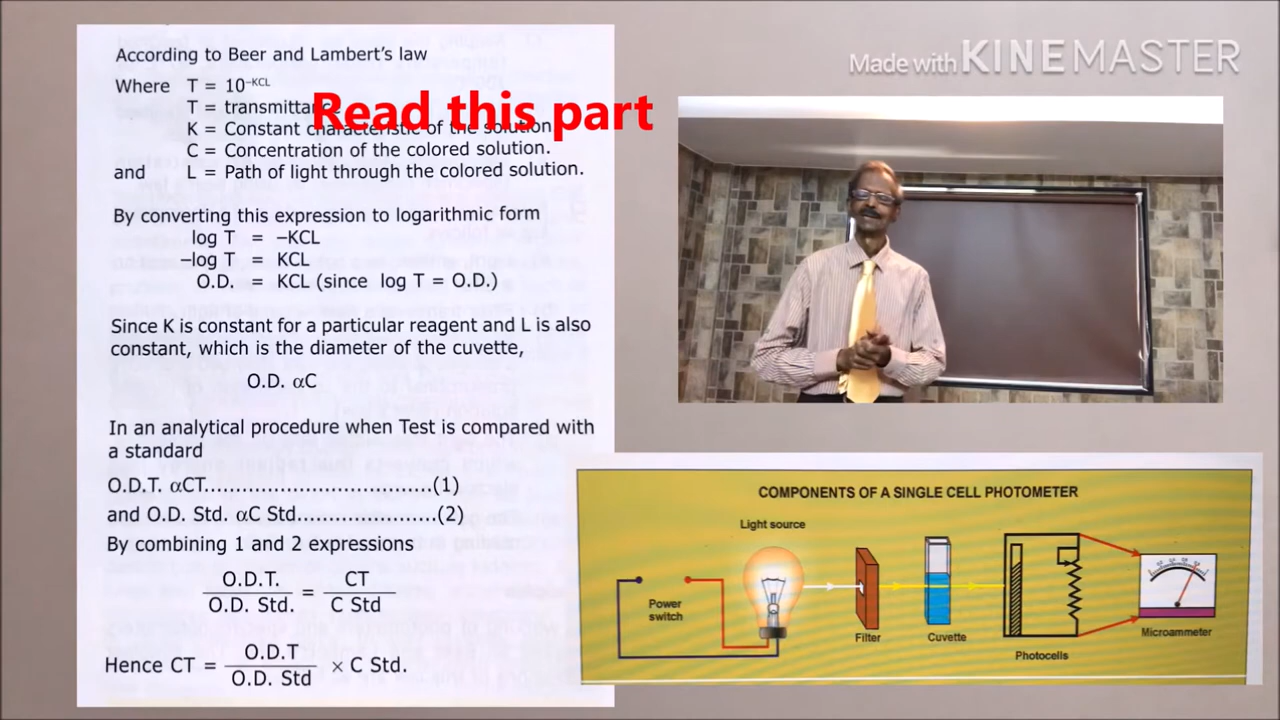 According to Beer and Lambert's law
Where T = 10^–KCL
T = transmittance
K = Constant characteristic of the solution.
C = Concentration of the colored solution.
and L = Path of light through the colored solution.
Read this part
By converting this expression to logarithmic form
log T = –KCL
–log T = KCL
O.D. = KCL (since log T = O.D.)
Since K is constant for a particular reagent and L is also
constant, which is the diameter of the cuvette,
O.D. αC
In an analytical procedure when Test is compared with
a standard
O.D.T. αCT.................................(1)
and O.D. Std. αC Std......................(2)
By combining 1 and 2 expressions
O.D.T. / O.D. Std. = CT / C Std
Hence CT = O.D.T / O.D. Std × C Std.
Made with KINEMASTER
COMPONENTS OF A SINGLE CELL PHOTOMETER
Light source
Power
switch
Filter
Cuvette
Photocells
Microammeter